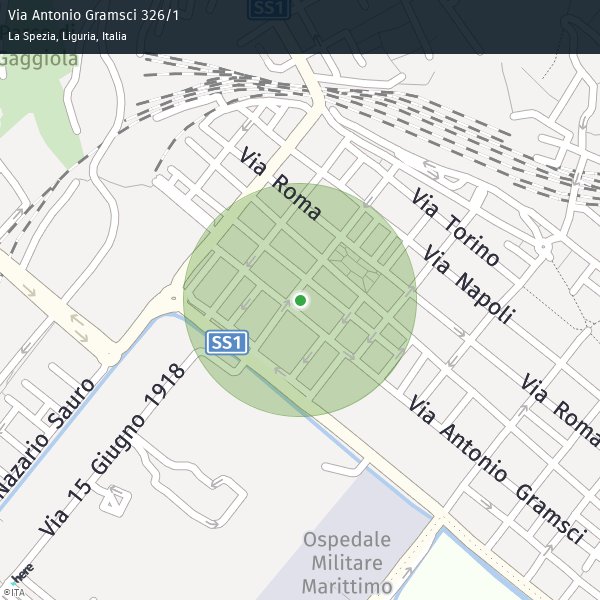 Via Antonio Gramsci 326/1
La Spezia, Liguria, Italia
SS1
Gaggiola
Via Roma
Via Torino
Via Napoli
SS1
Via Roma
Nazario Sauro
Via 15 Giugno 1918
Via Antonio Gramsci
Ospedale
Militare
Marittimo
here
©ITA